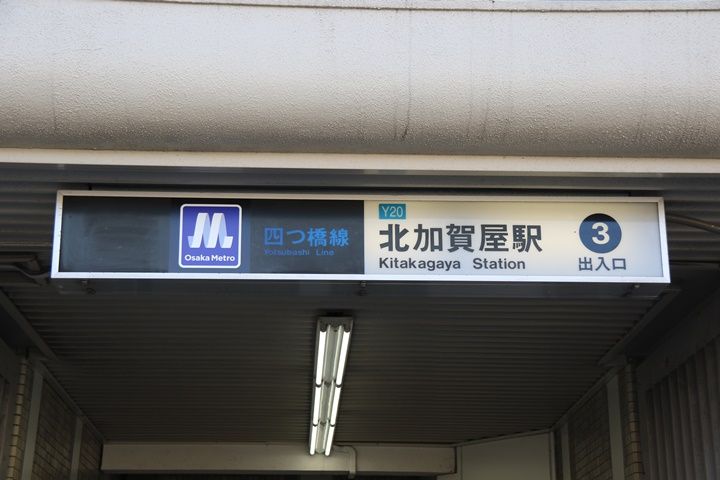 Osaka Metro
四つ橋線
Yotsubashi Line
Y20
北加賀屋駅
Kitakagaya Station
3
出入口